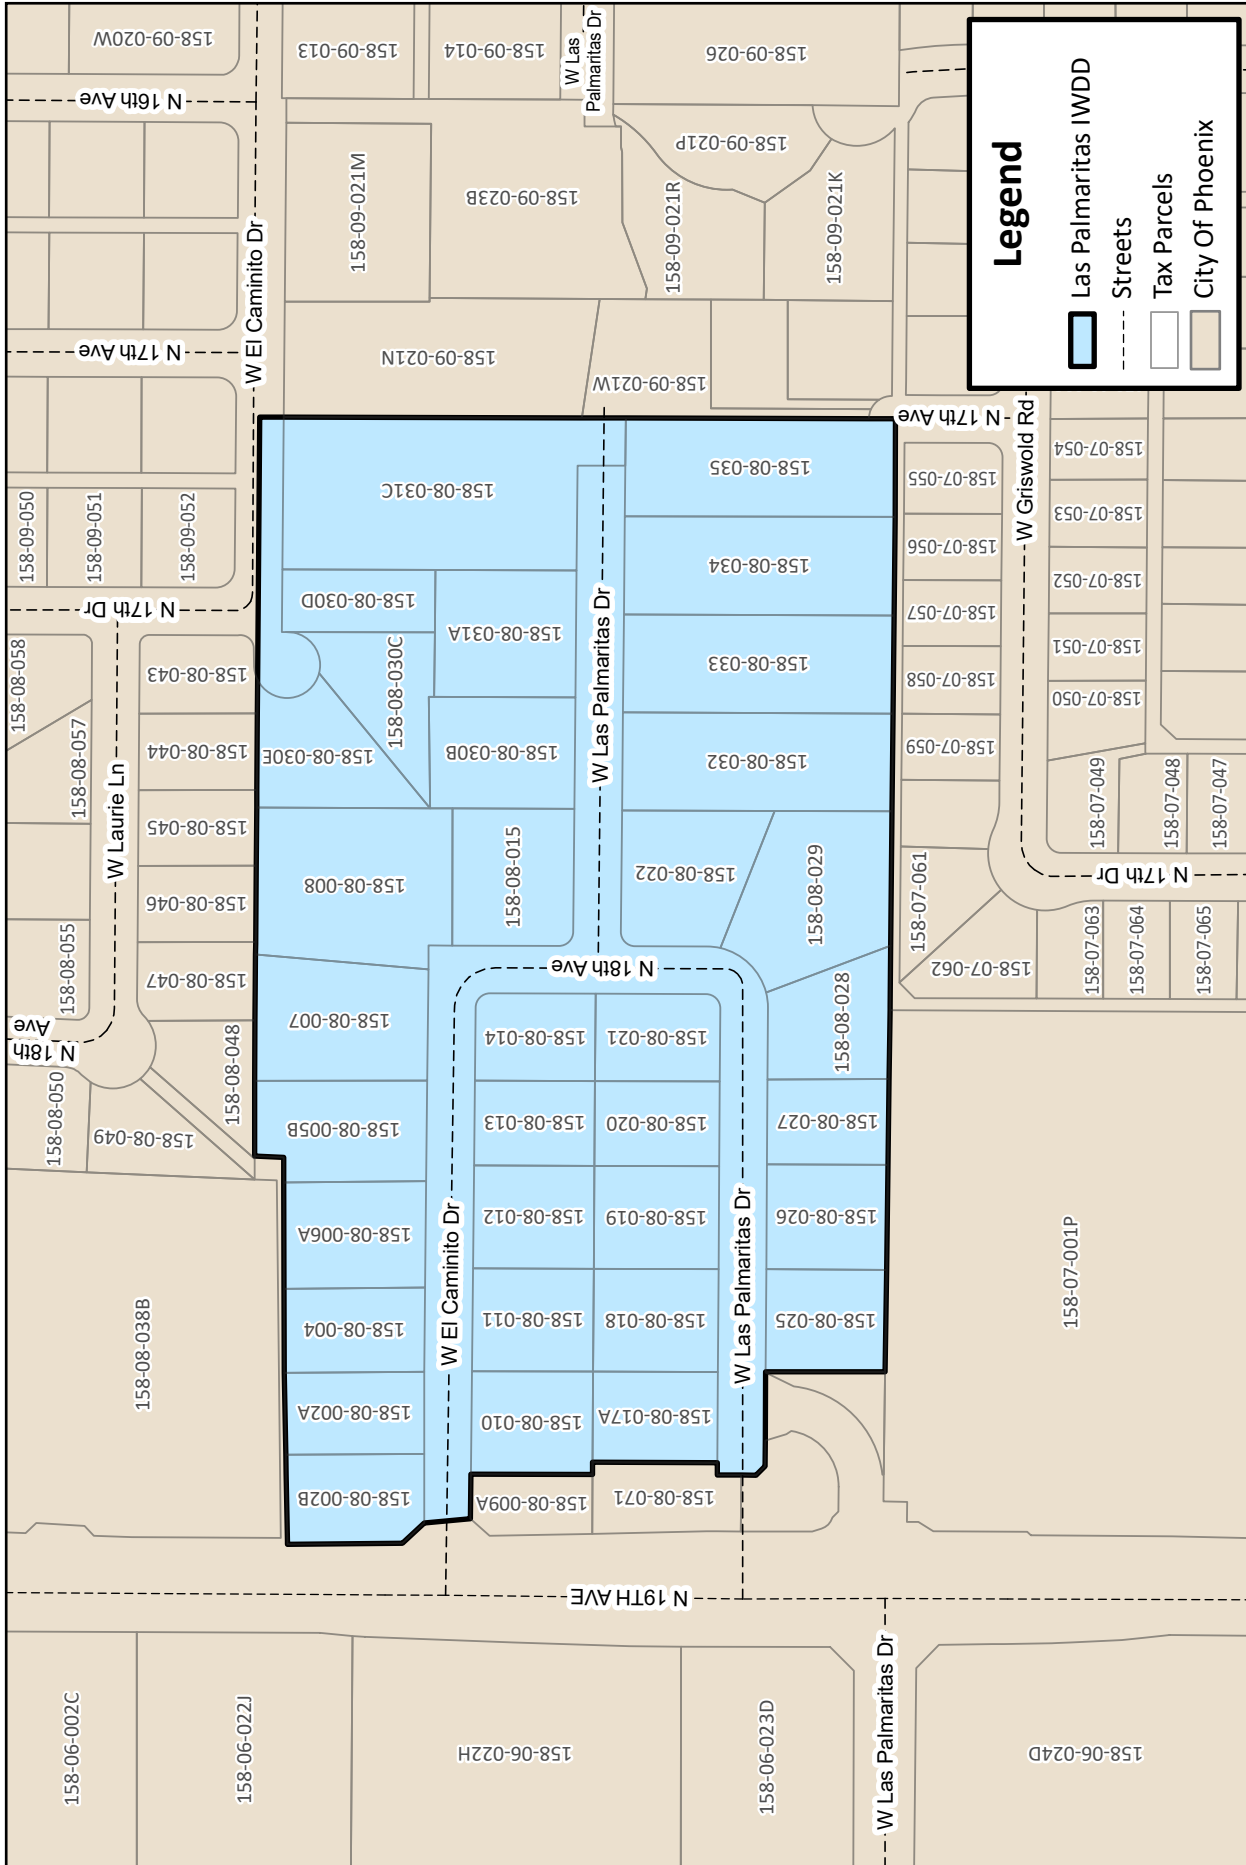 Legend
Las Palmaritas IWDD
Streets
Tax Parcels
City Of Phoenix
158-09-020W
N 16th Ave
158-09-013
158-09-014
W Las
Palmaritas Dr
158-09-026
158-09-021M
158-09-023B
158-09-021P
158-09-021R
158-09-021K
W El Caminito Dr
N 17th Ave
158-09-021N
158-09-021W
N 17th Ave
W Griswold Rd
158-09-050
158-09-051
158-09-052
N 17th Dr
158-08-031C
158-08-035
158-07-055
158-07-054
158-07-056
158-07-053
158-08-034
158-08-030D
158-08-031A
W Las Palmaritas Dr
158-07-057
158-07-052
158-08-058
158-08-043
158-08-030C
158-08-033
158-07-058
158-07-051
158-07-050
158-08-057
158-08-044
158-08-030E
158-08-030B
158-08-032
158-07-059
158-07-049
158-07-048
158-07-047
W Laurie Ln
158-08-045
158-08-046
158-08-008
158-08-015
158-08-022
158-08-029
158-07-061
N 17th Dr
158-07-062
158-07-063
158-07-064
158-07-065
158-08-055
158-08-047
N 18th
Ave
158-08-007
N 18th Ave
158-08-014
158-08-021
158-08-028
158-08-050
158-08-049
158-08-048
158-08-005B
158-08-013
158-08-020
158-08-027
158-08-006A
W El Caminito Dr
158-08-012
158-08-019
W Las Palmaritas Dr
158-08-026
158-07-001P
158-08-038B
158-08-004
158-08-011
158-08-018
158-08-025
158-08-002A
158-08-010
158-08-017A
158-08-002B
158-08-009A
158-08-071
N 19TH AVE
158-06-002C
158-06-022J
158-06-022H
158-06-023D
W Las Palmaritas Dr
158-06-024D